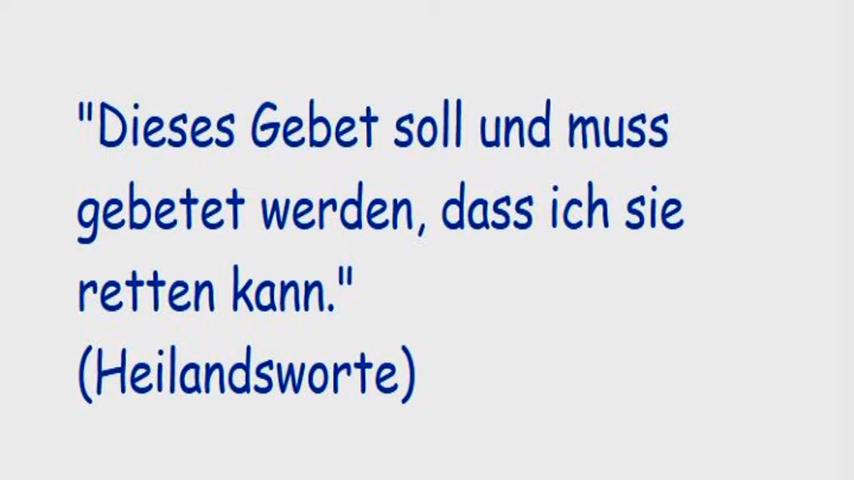 "Dieses Gebet soll und muss
gebetet werden, dass ich sie
retten kann."
(Heilandsworte)